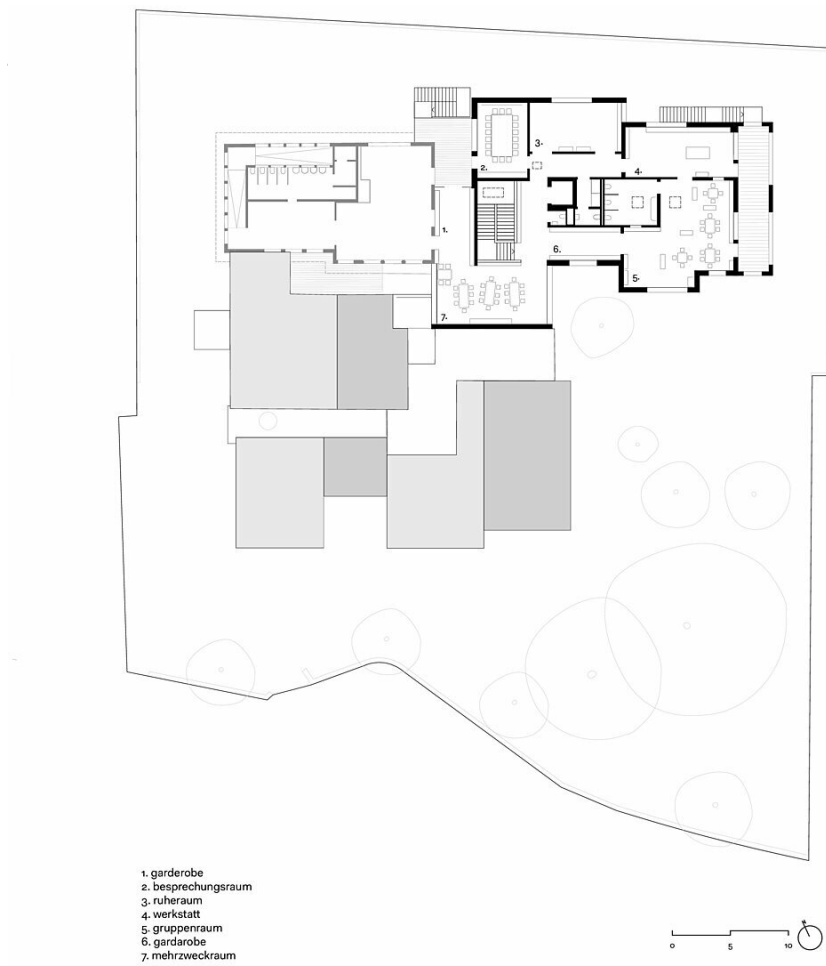 3.
2.
4.
1.
6.
5.
7.
1. garderobe
2. besprechungsraum
3. ruheraum
4. werkstatt
5. gruppenraum
6. gardarobe
7. mehrzweckraum
N
0 5 10